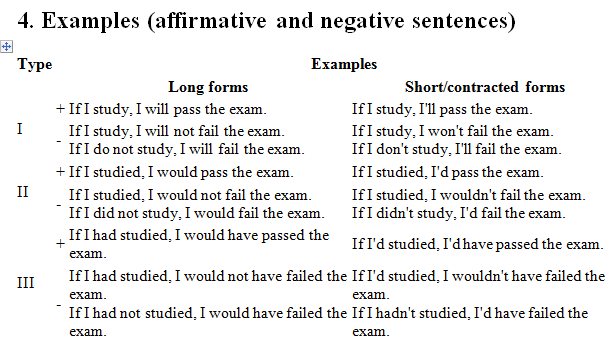 4. Examples (affirmative and negative sentences)
Type Examples
Long forms Short/contracted forms
+ If I study, I will pass the exam. If I study, I'll pass the exam.
I
- If I study, I will not fail the exam. If I study, I won't fail the exam.
If I do not study, I will fail the exam. If I don't study, I'll fail the exam.
+ If I studied, I would pass the exam. If I studied, I'd pass the exam.
II
- If I studied, I would not fail the exam. If I studied, I wouldn't fail the exam.
If I did not study, I would fail the exam. If I didn't study, I'd fail the exam.
+ If I had studied, I would have passed the
exam.
If I'd studied, I'd have passed the exam.
III
- If I had studied, I would not have failed the
exam.
If I'd studied, I wouldn't have failed the
exam.
If I had not studied, I would have failed the
exam.
If I hadn't studied, I'd have failed the
exam.